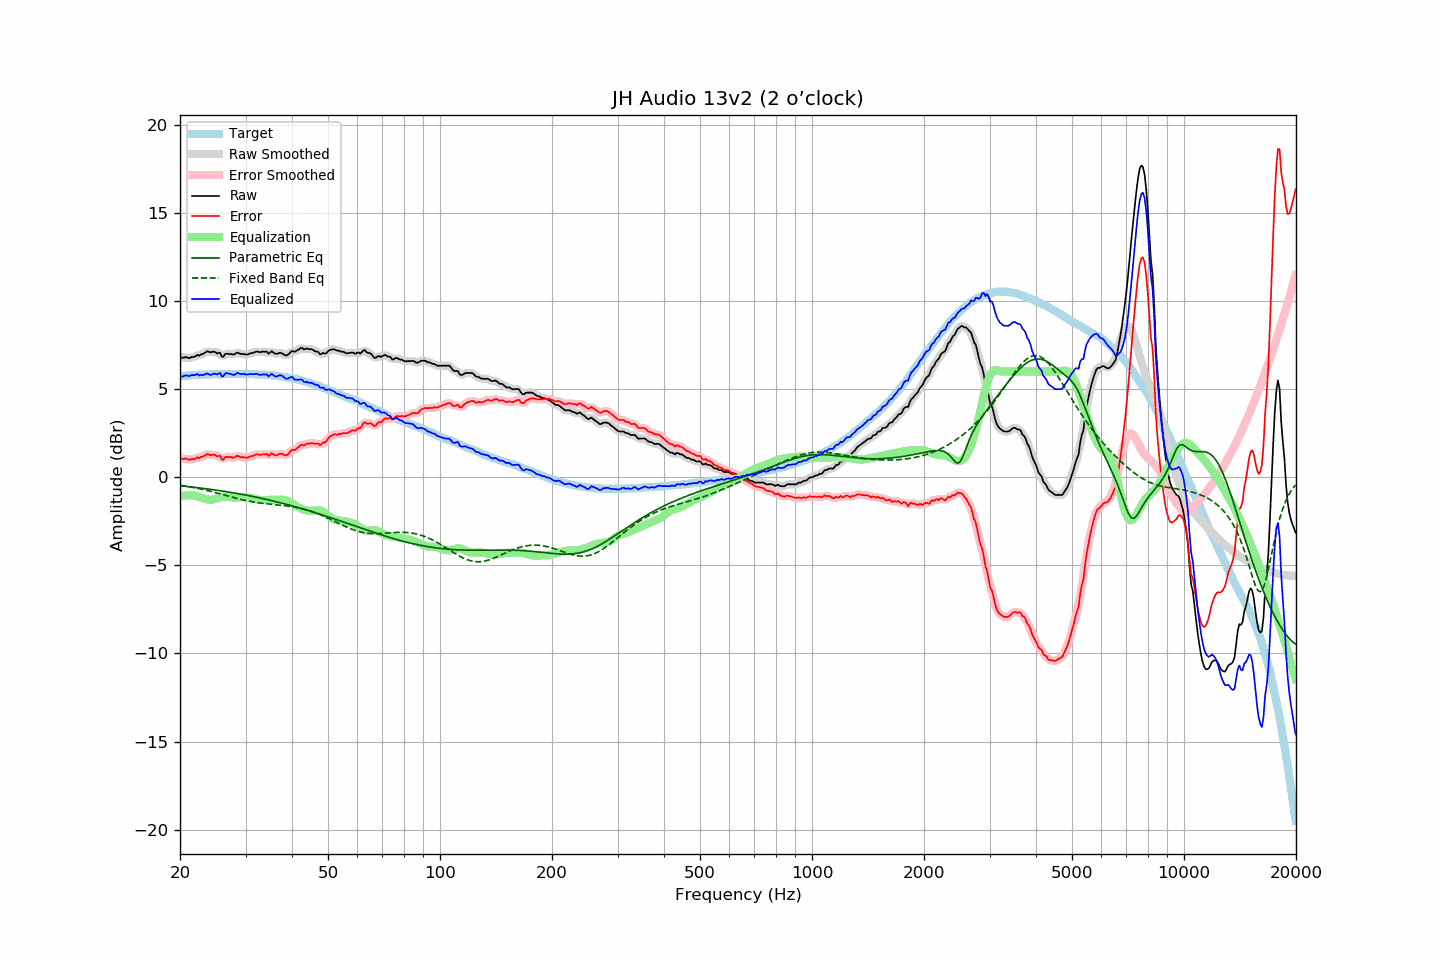 JH Audio 13v2 (2 o’clock)
Target
Raw Smoothed
Error Smoothed
Raw
Error
Equalization
Parametric Eq
Fixed Band Eq
Equalized
Amplitude (dBr)
20
15
10
5
0
−5
−10
−15
−20
20 50 100 200 500 1000 2000 5000 10000 20000
Frequency (Hz)